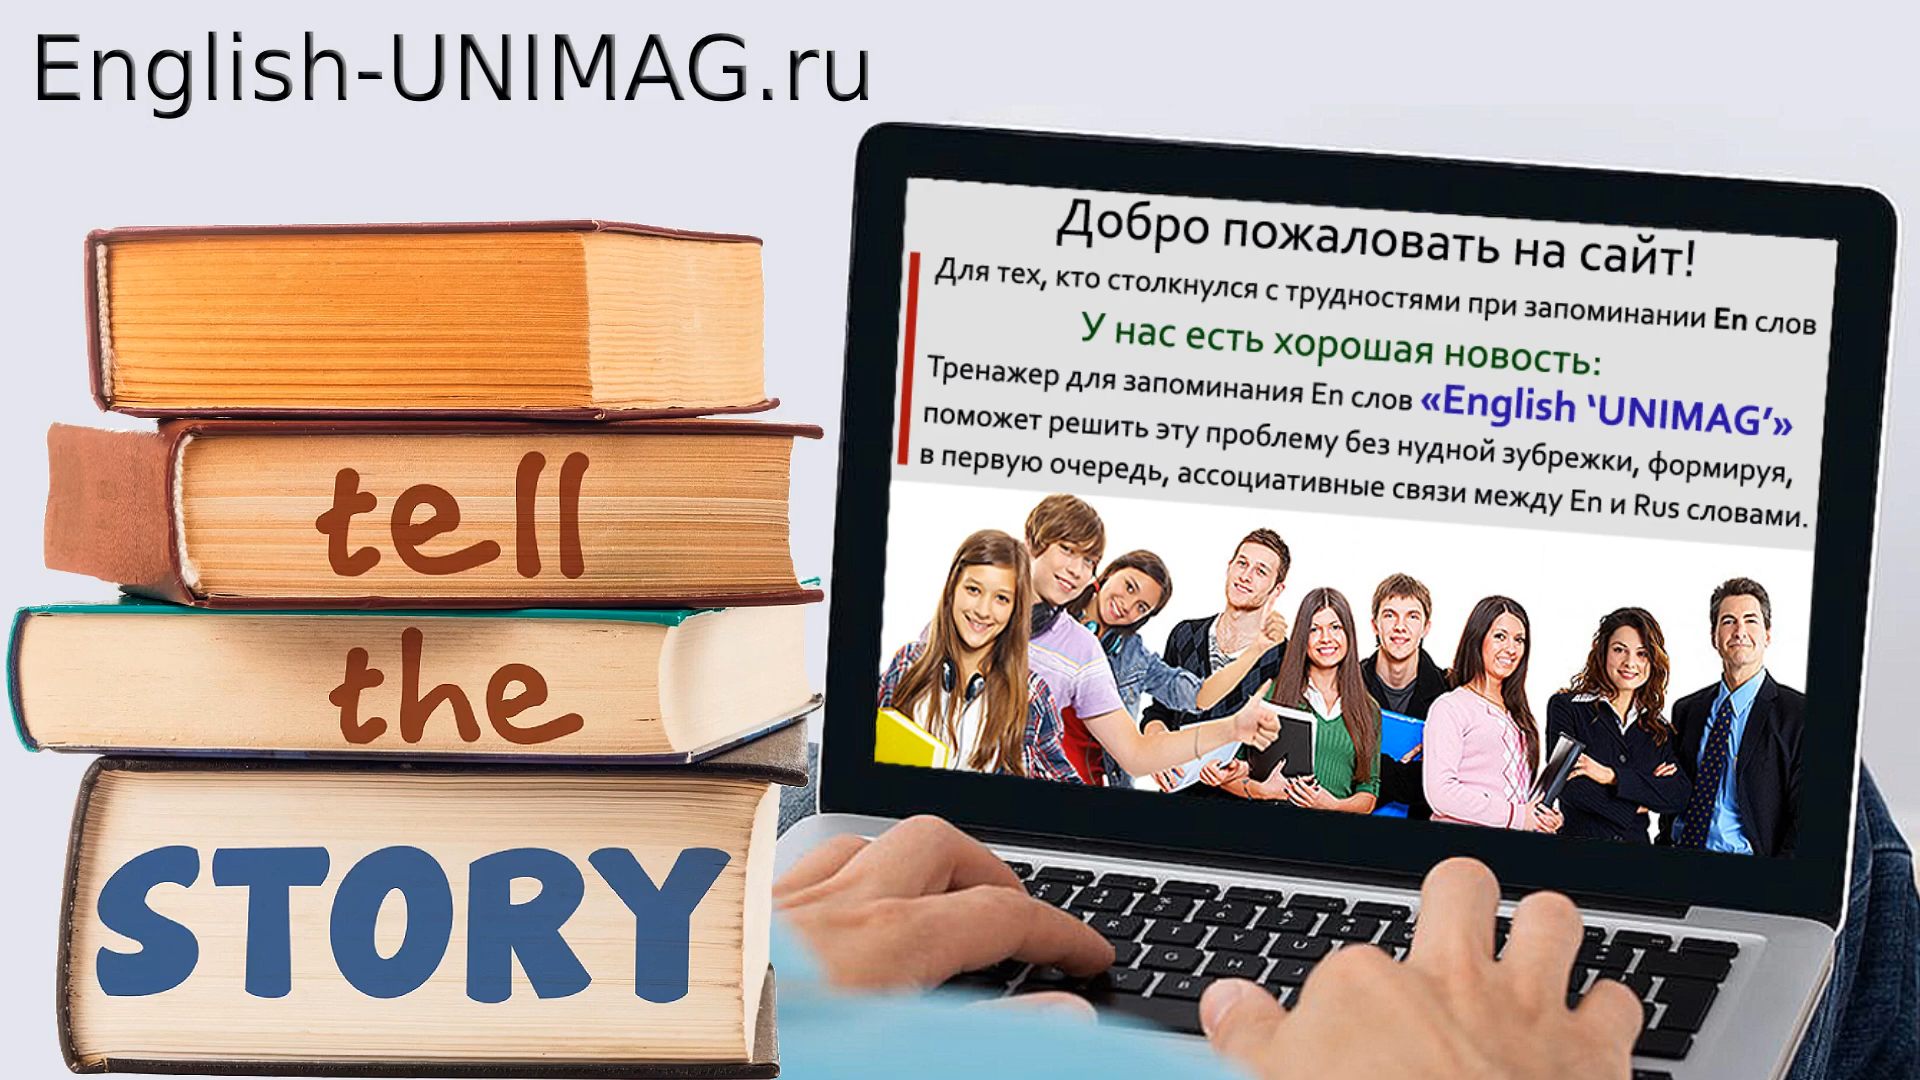 English-UNIMAG.ru
tell
the
STORY
Добро пожаловать на сайт!
Для тех, кто столкнулся с трудностями при запоминании En слов
У нас есть хорошая новость:
Тренажер для запоминания En слов «English ‘UNIMAG’»
поможет решить эту проблему без нудной зубрежки, формируя,
в первую очередь, ассоциативные связи между En и Rus словами.